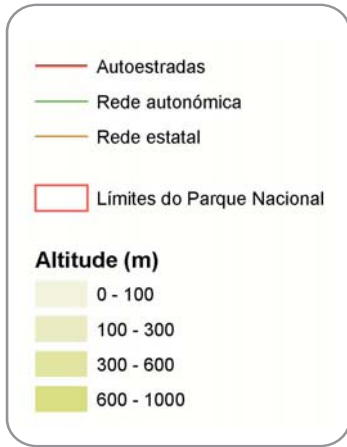 Autoestradas
Rede autonómica
Rede estatal
Límites do Parque Nacional
Altitude (m)
0 - 100
100 - 300
300 - 600
600 - 1000